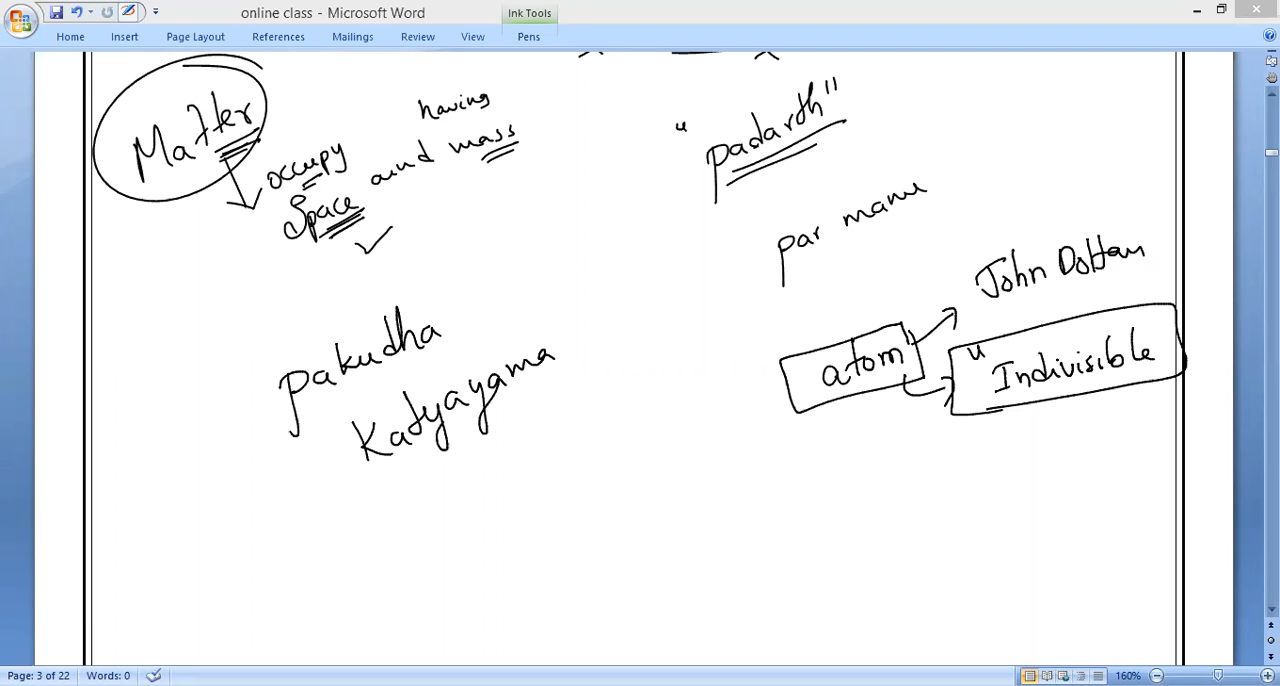 online class - Microsoft Word
Ink Tools
Home Insert Page Layout References Mailings Review View Pens
Matter
occupy
Space
and
having
mass
"padarth"
par manu
John Doltan
atom
"Indivisible
pakudha
Katyayama
Page: 3 of 22 Words: 0
160%